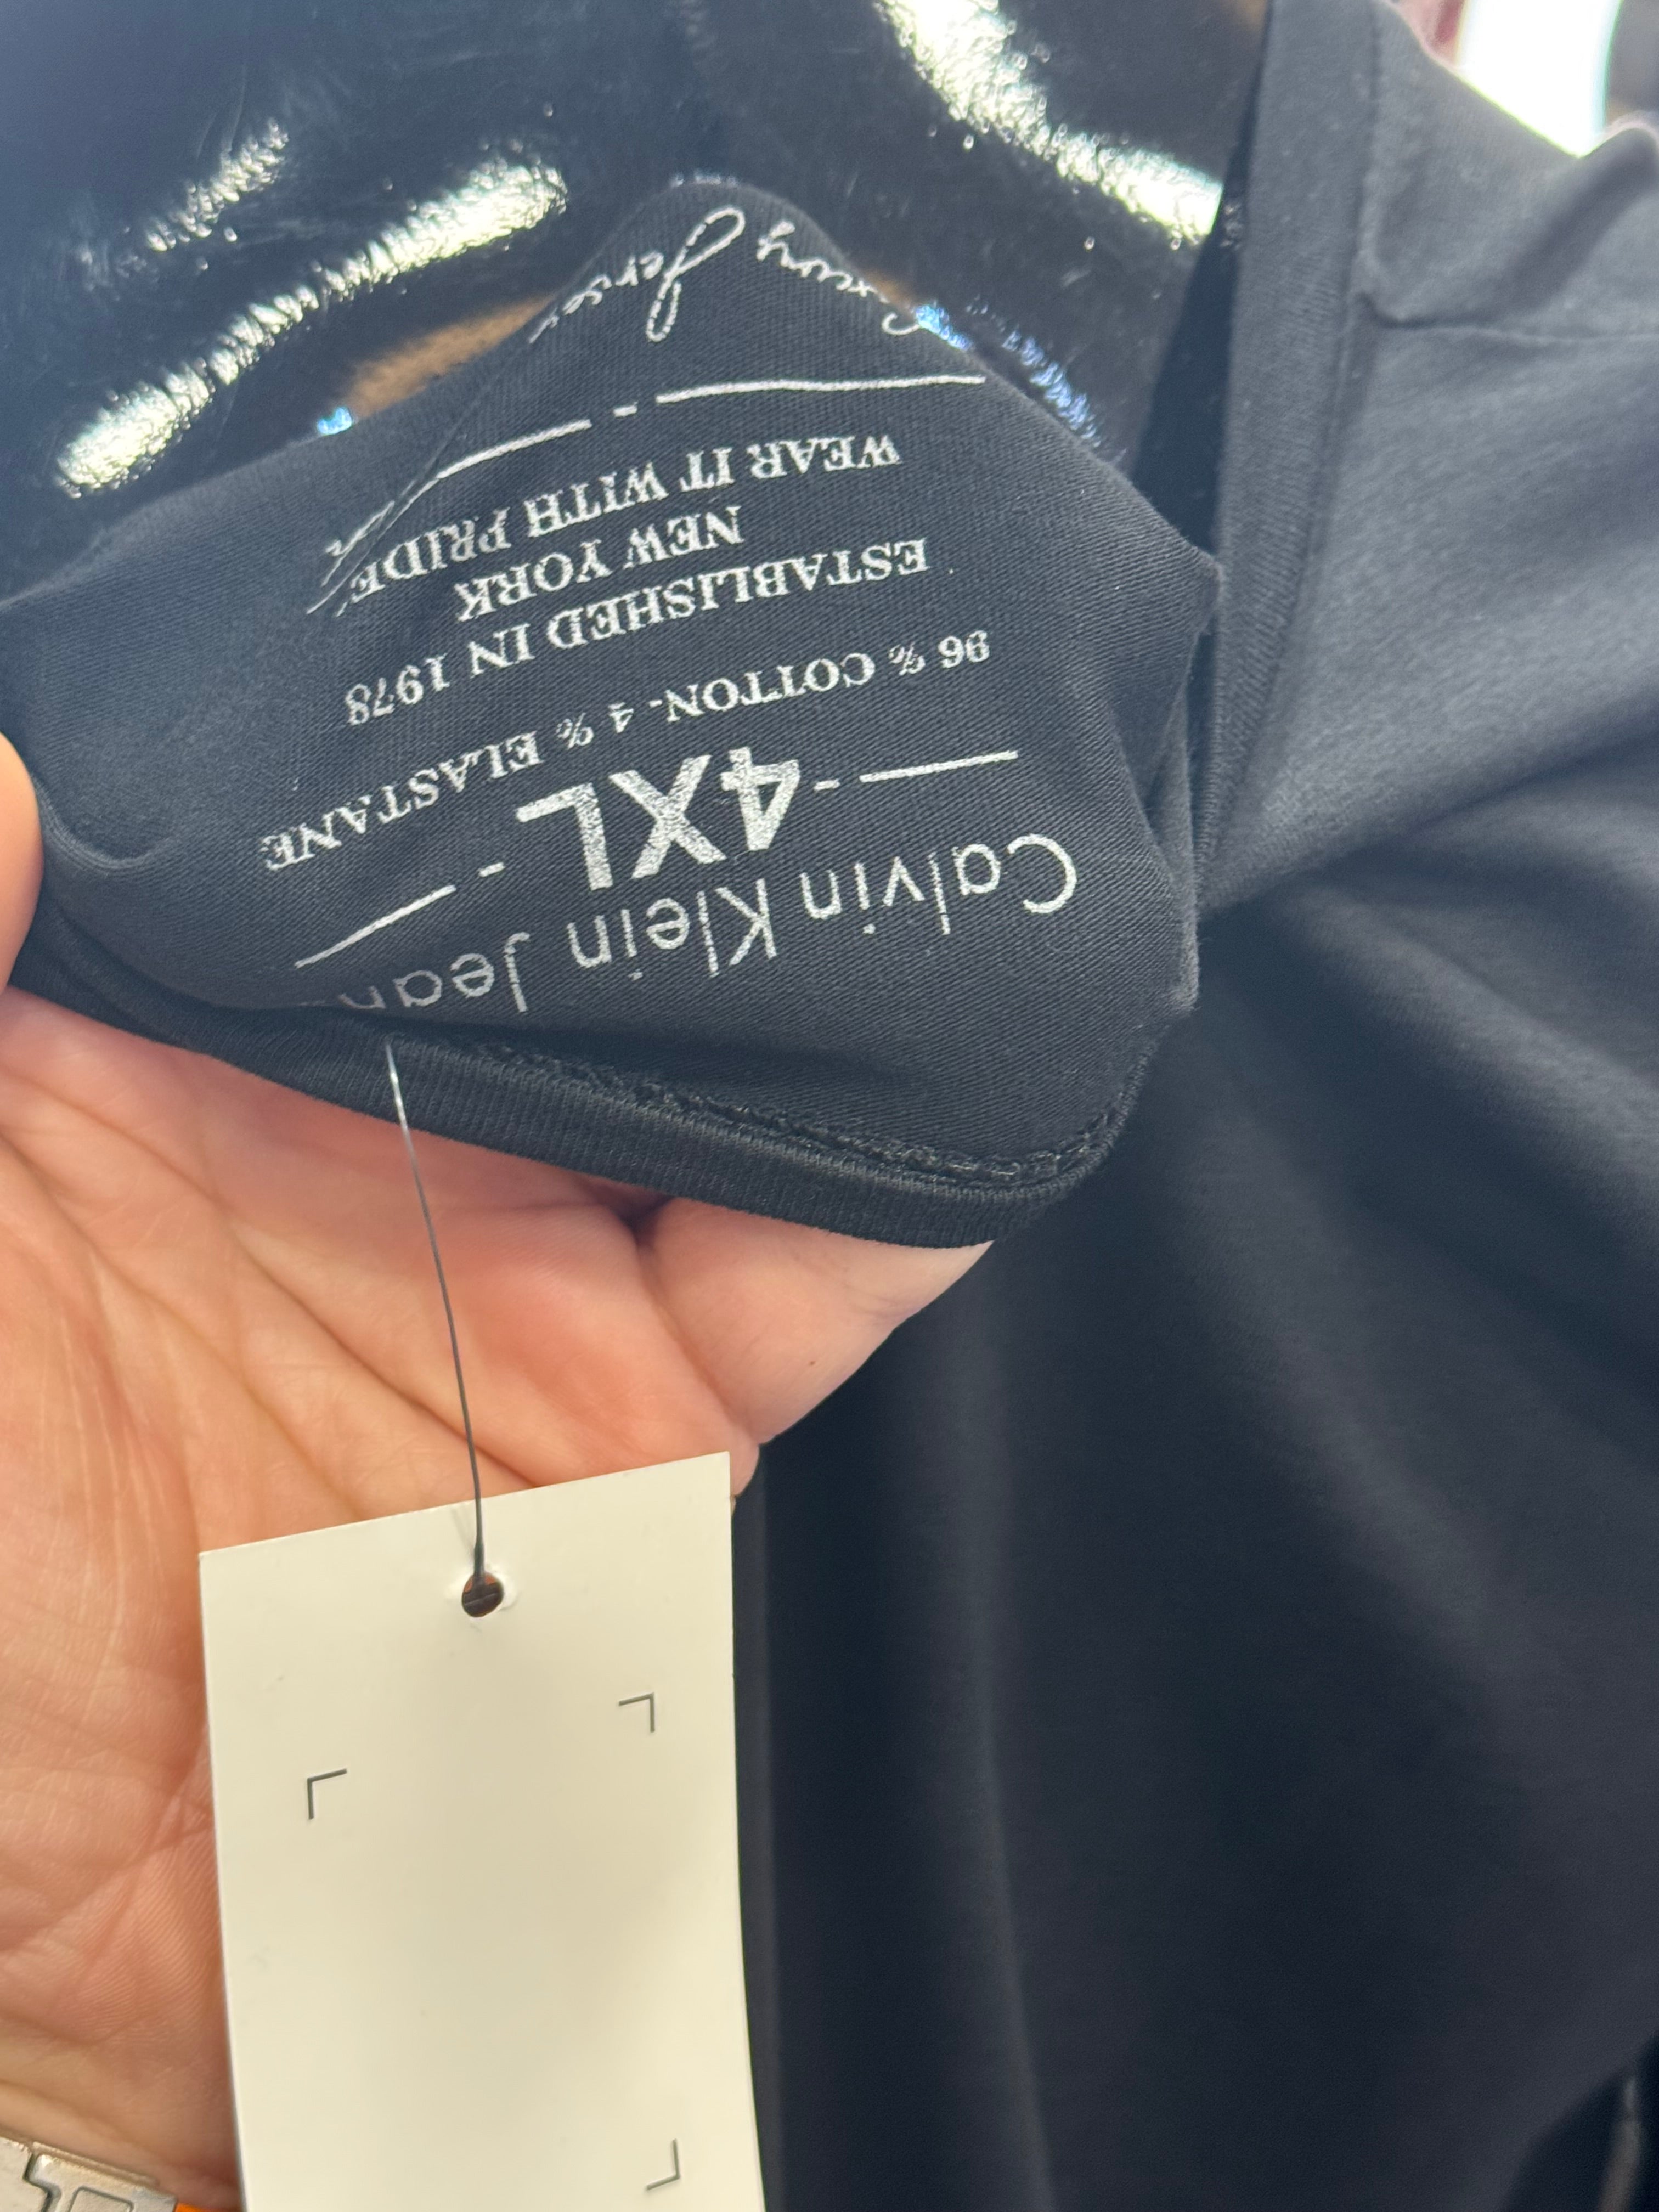 Calvin Klein Jean
4XL
96 % COTTON - 4 % ELASTANE
ESTABLISHED IN 1978
NEW YORK
WEAR IT WITH PRIDE